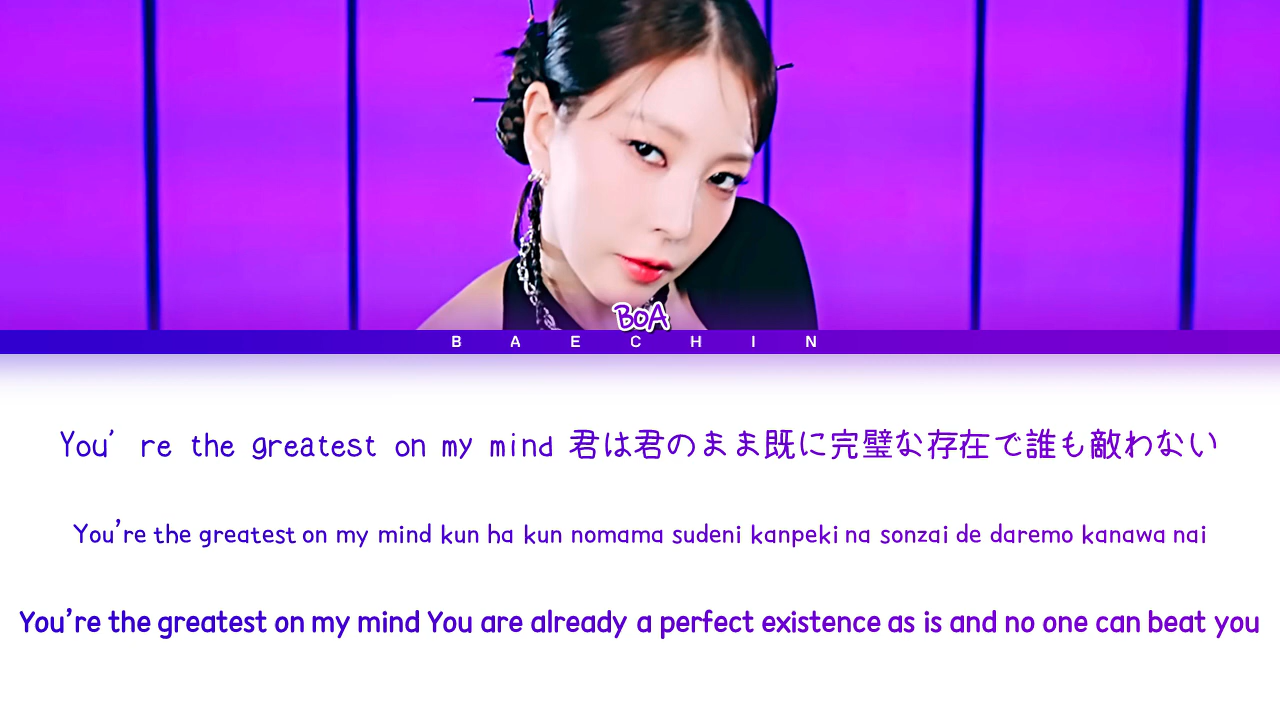 BoA
BAECHIN
You’re the greatest on my mind 君は君のまま既に完璧な存在で誰も敵わない
You’re the greatest on my mind kun ha kun nomama sudeni kanpeki na sonzai de daremo kanawa nai
You’re the greatest on my mind You are already a perfect existence as is and no one can beat you